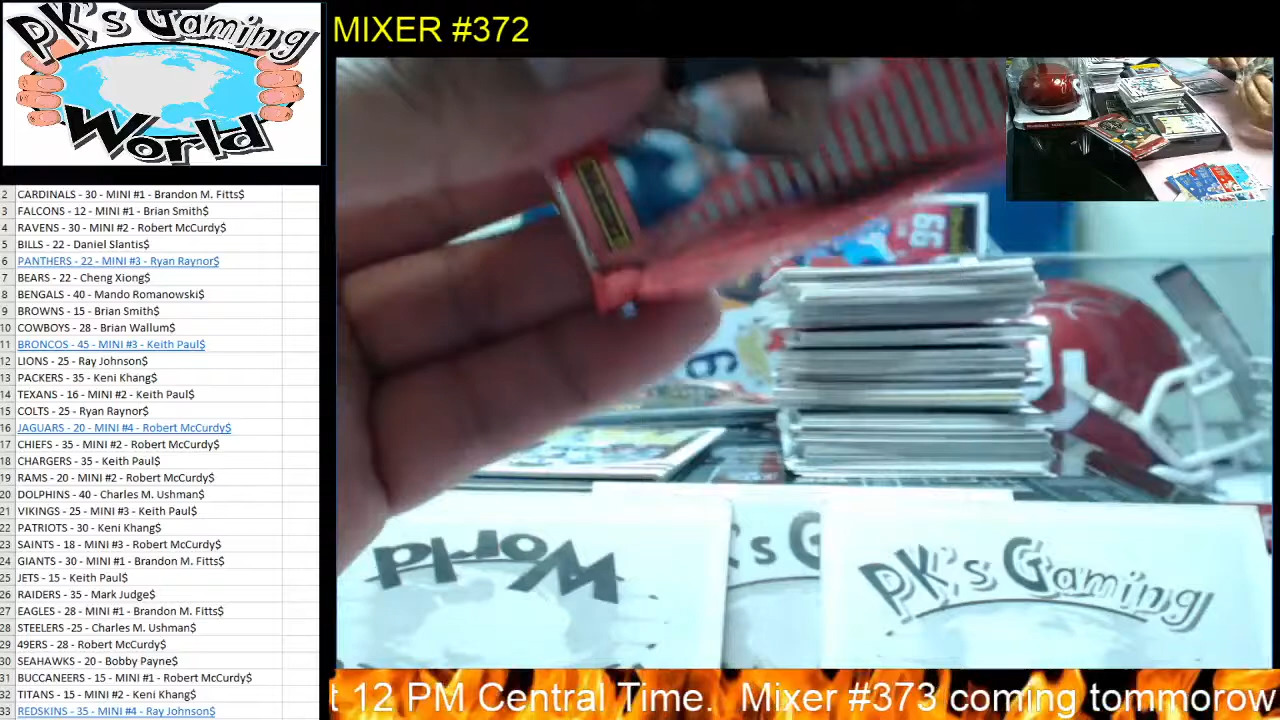 PK's Gaming
World
MIXER #372
2 CARDINALS - 30 - MINI #1 - Brandon M. Fitts$
3 FALCONS - 12 - MINI #1 - Brian Smith$
4 RAVENS - 30 - MINI #2 - Robert McCurdy$
5 BILLS - 22 - Daniel Slantis$
6 PANTHERS - 22 - MINI #3 - Ryan Raynor$
7 BEARS - 22 - Cheng Xiong$
8 BENGALS - 40 - Mando Romanowski$
9 BROWNS - 15 - Brian Smith$
10 COWBOYS - 28 - Brian Wallum$
11 BRONCOS - 45 - MINI #3 - Keith Paul$
12 LIONS - 25 - Ray Johnson$
13 PACKERS - 35 - Keni Khang$
14 TEXANS - 16 - MINI #2 - Keith Paul$
15 COLTS - 25 - Ryan Raynor$
16 JAGUARS - 20 - MINI #4 - Robert McCurdy$
17 CHIEFS - 35 - MINI #2 - Robert McCurdy$
18 CHARGERS - 35 - Keith Paul$
19 RAMS - 20 - MINI #2 - Robert McCurdy$
20 DOLPHINS - 40 - Charles M. Ushman$
21 VIKINGS - 25 - MINI #3 - Keith Paul$
22 PATRIOTS - 30 - Keni Khang$
23 SAINTS - 18 - MINI #3 - Robert McCurdy$
24 GIANTS - 30 - MINI #1 - Brandon M. Fitts$
25 JETS - 15 - Keith Paul$
26 RAIDERS - 35 - Mark Judge$
27 EAGLES - 28 - MINI #1 - Brandon M. Fitts$
28 STEELERS -25 - Charles M. Ushman$
29 49ERS - 28 - Robert McCurdy$
30 SEAHAWKS - 20 - Bobby Payne$
31 BUCCANEERS - 15 - MINI #1 - Robert McCurdy$
32 TITANS - 15 - MINI #2 - Keni Khang$
33 REDSKINS - 35 - MINI #4 - Ray Johnson$
99
World
's G
PK's Gaming
t 12 PM Central Time. Mixer #373 coming tommorow